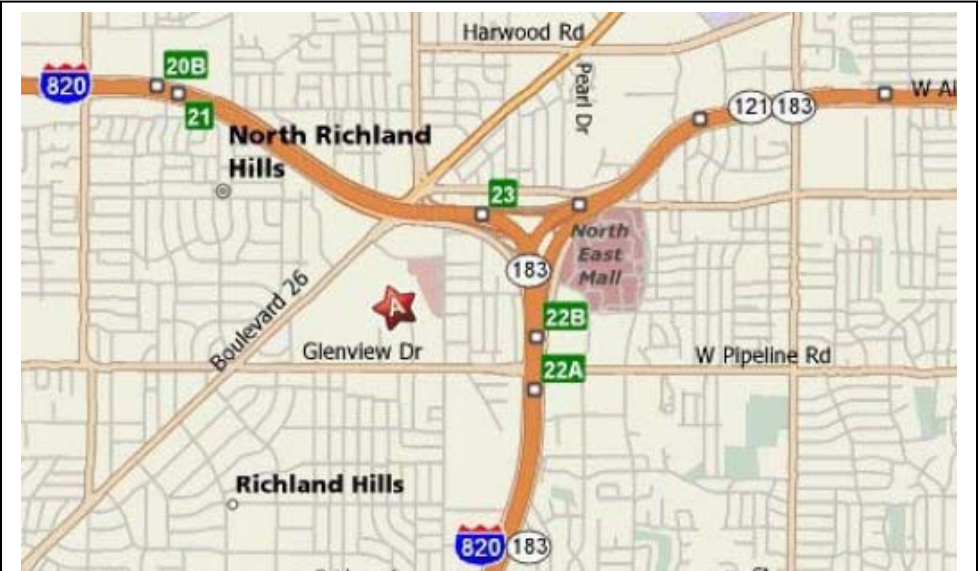 Harwood Rd
20B
820
Pearl Dr
W Al
121
183
21
North Richland
Hills
23
North
East
Mall
183
Boulevard 26
A
22B
Glenview Dr
W Pipeline Rd
22A
Richland Hills
820
183